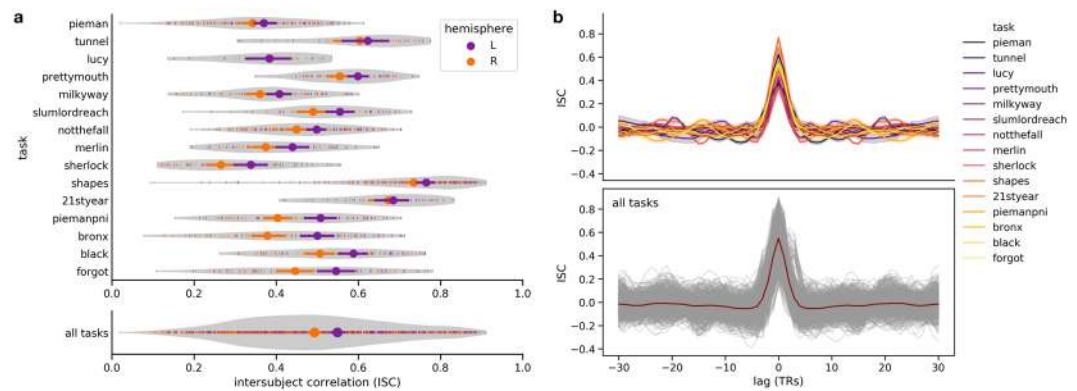 a
task
pieman
tunnel
lucy
prettymouth
milkyway
slumlordreach
notthefall
merlin
sherlock
shapes
21styear
piemanpni
bronx
black
forgot
hemisphere
L
R
0.0 0.2 0.4 0.6 0.8 1.0
all tasks
0.0 0.2 0.4 0.6 0.8 1.0
intersubject correlation (ISC)
b
ISC
0.8
0.6
0.4
0.2
0.0
−0.2
−0.4
all tasks
ISC
0.8
0.6
0.4
0.2
0.0
−0.2
−0.4
−30 −20 −10 0 10 20 30
lag (TRs)
task
pieman
tunnel
lucy
prettymouth
milkyway
slumlordreach
notthefall
merlin
sherlock
shapes
21styear
piemanpni
bronx
black
forgot